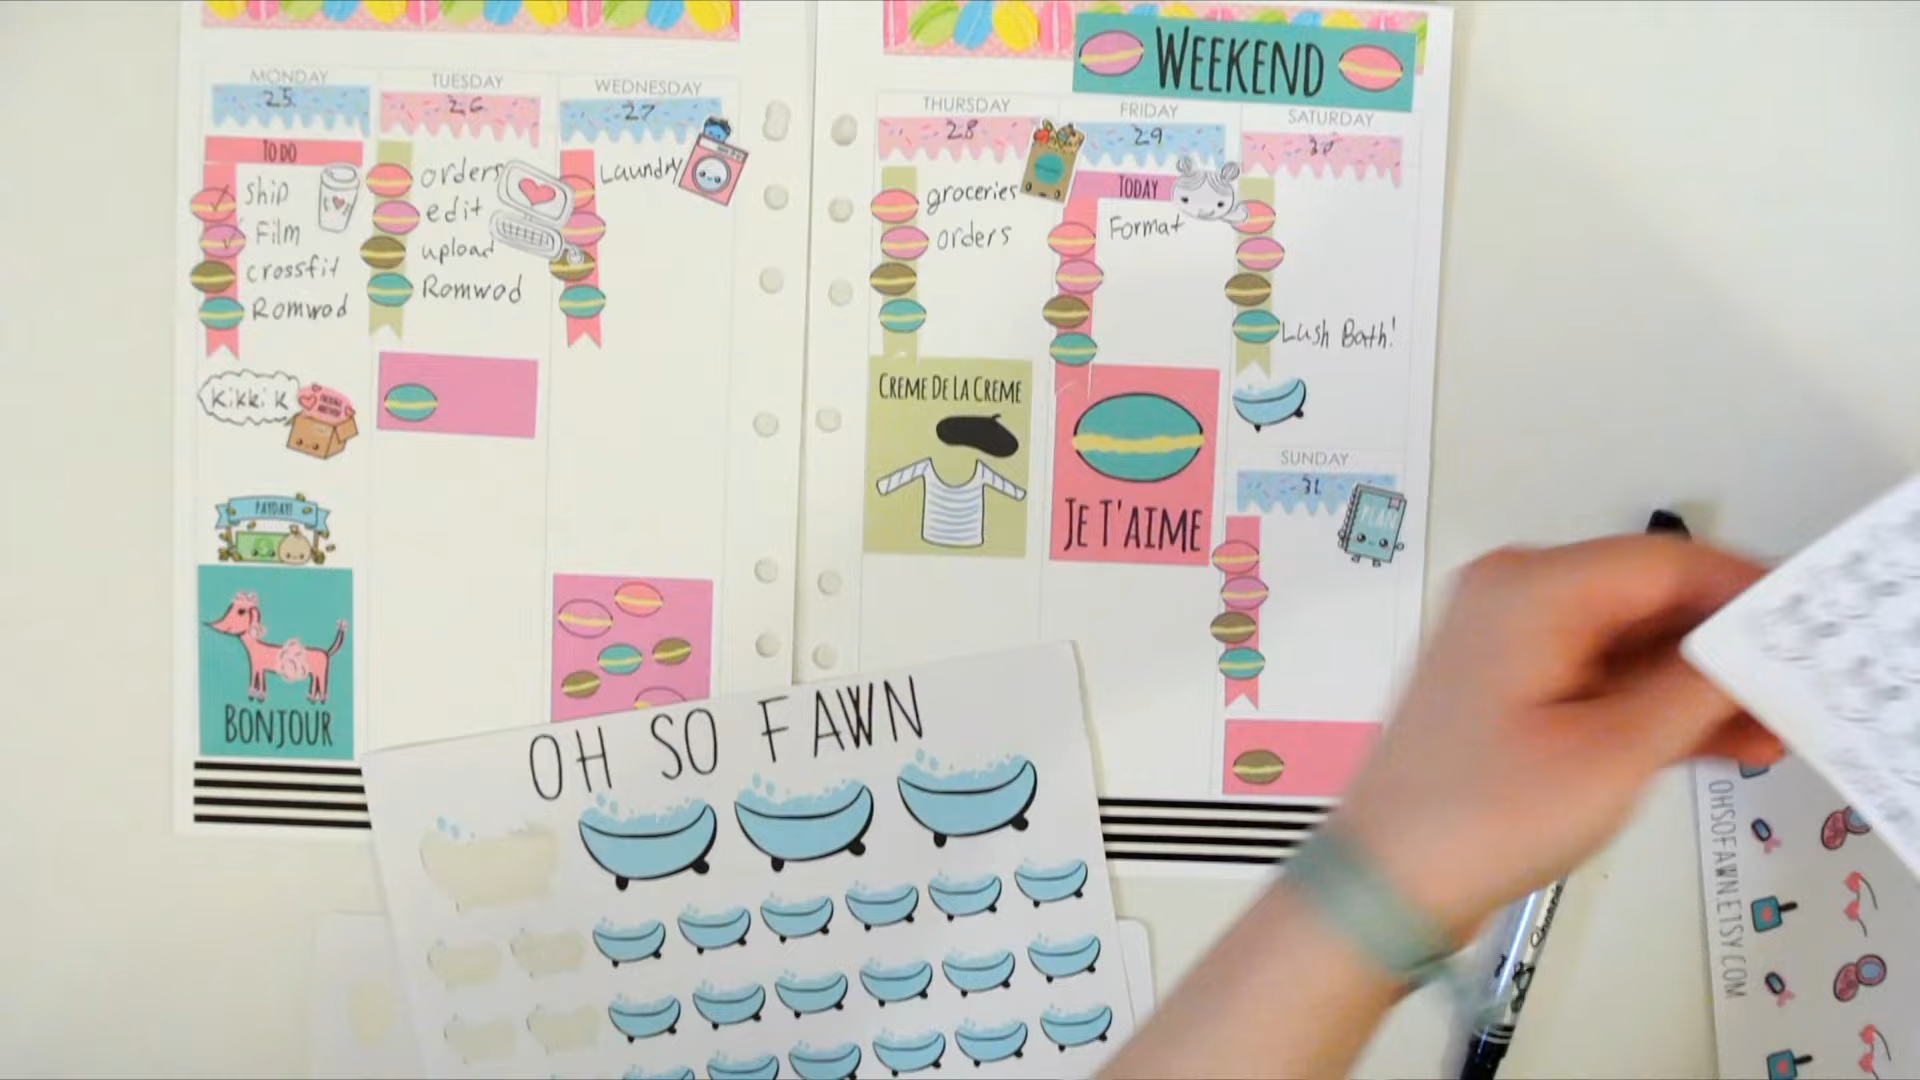 MONDAY
25
TO DO
ship
Film
crossfit
Romwod
Kikki K
PAYDAY!
BONJOUR
TUESDAY
26
orders
edit
upload
Romwod
WEDNESDAY
27
Laundry
WEEKEND
THURSDAY
28
groceries
orders
CREME DE LA CREME
FRIDAY
29
TODAY
Format
JE T'AIME
SATURDAY
30
Lush Bath!
SUNDAY
31
PLAN
OH SO FAWN
OHSOFAWN.ETSY.COM